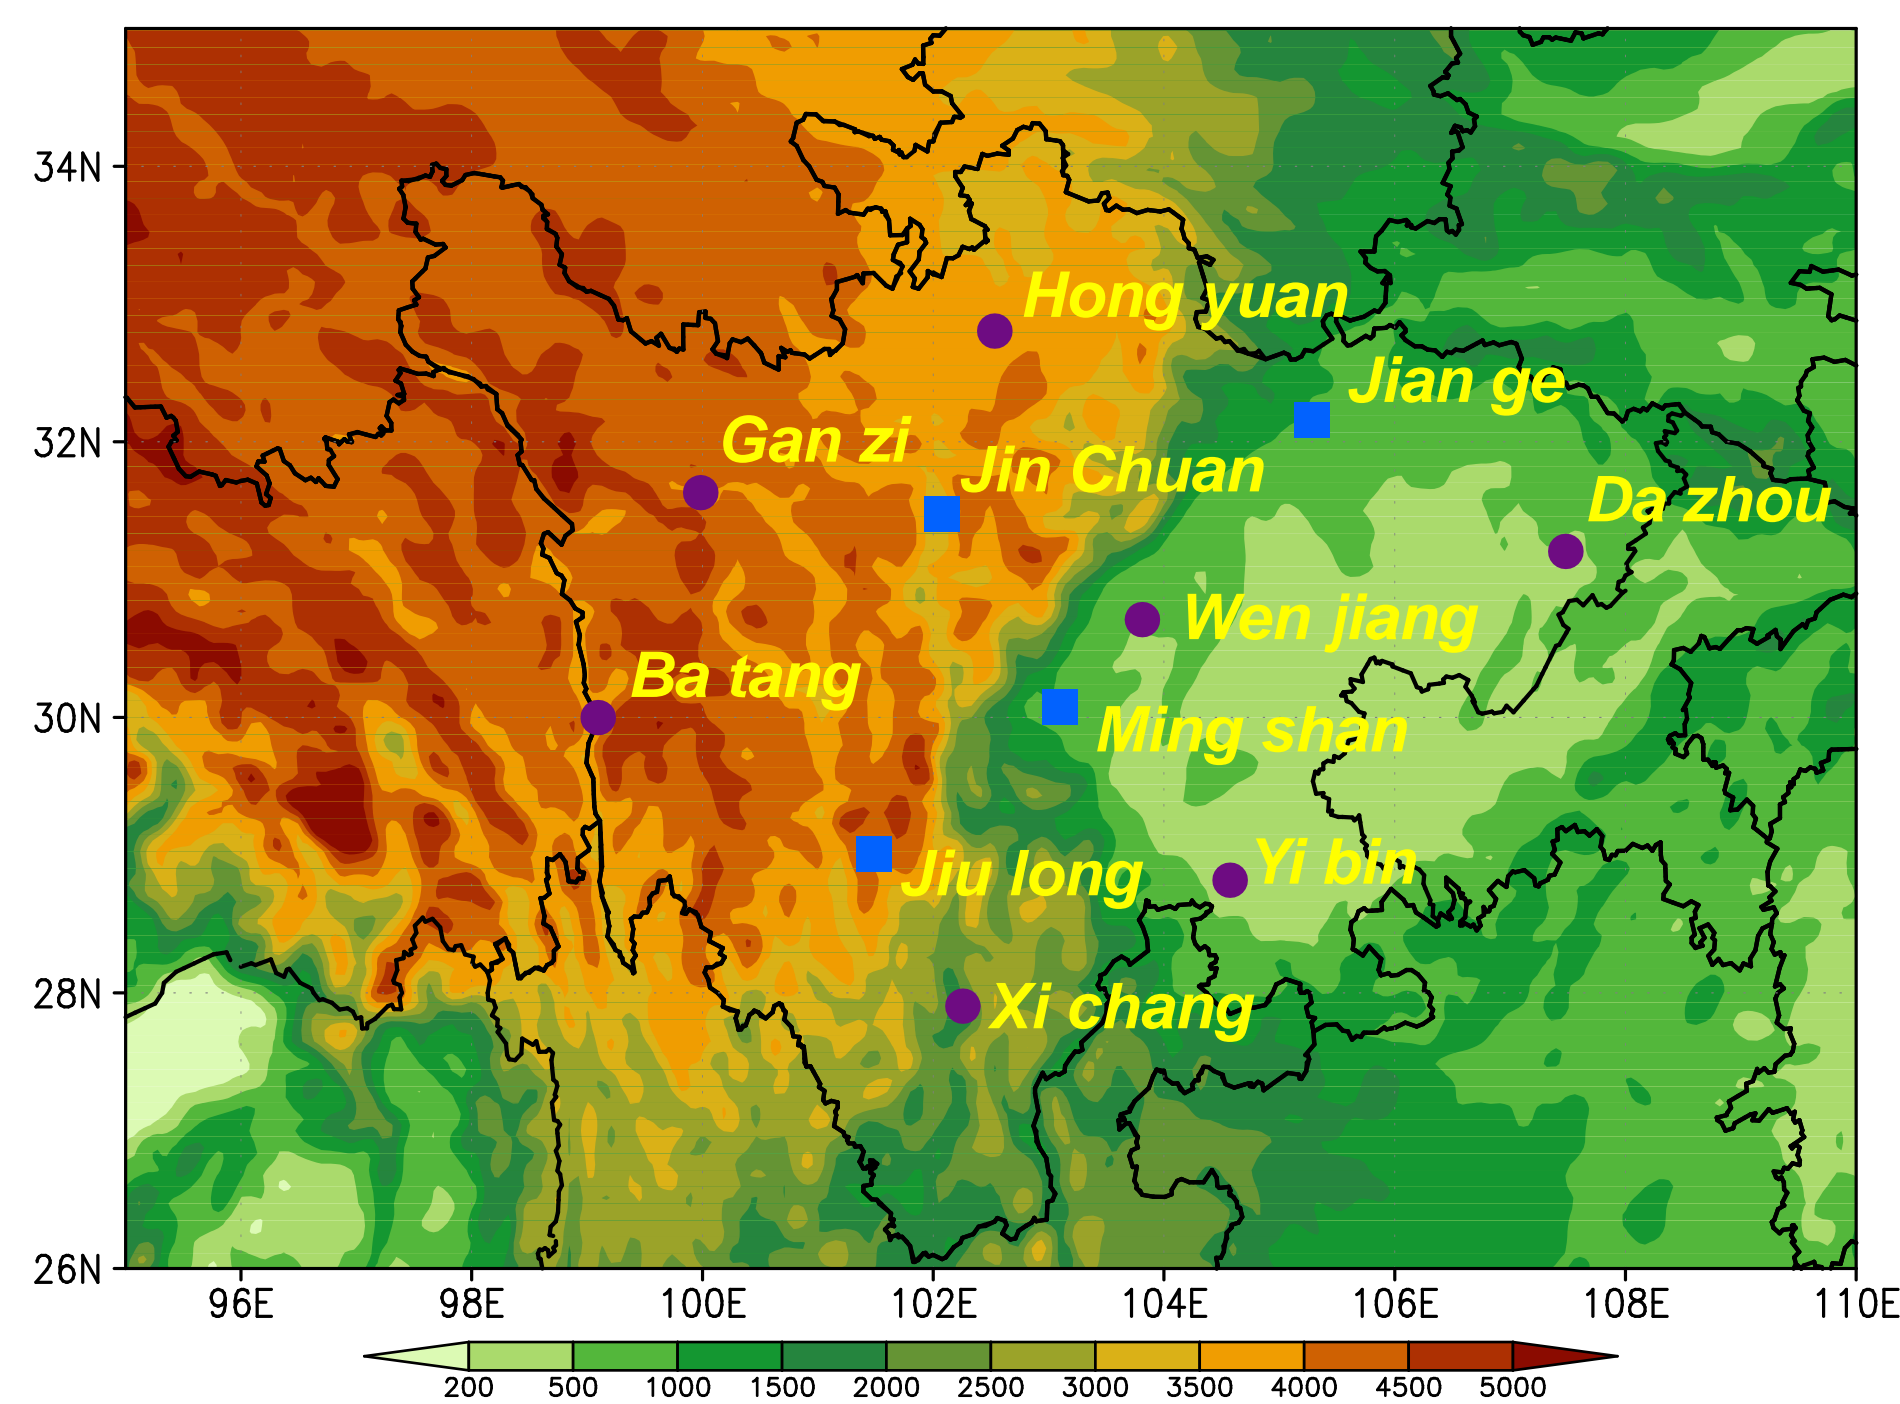 34N
Hong yuan
Jian ge
32N
Gan zi
Jin Chuan
Da zhou
Wen jiang
Ba tang
30N
Ming shan
Yi bin
Jiu long
28N
Xi chang
26N
96E 98E 100E 102E 104E 106E 108E 110E
200 500 1000 1500 2000 2500 3000 3500 4000 4500 5000